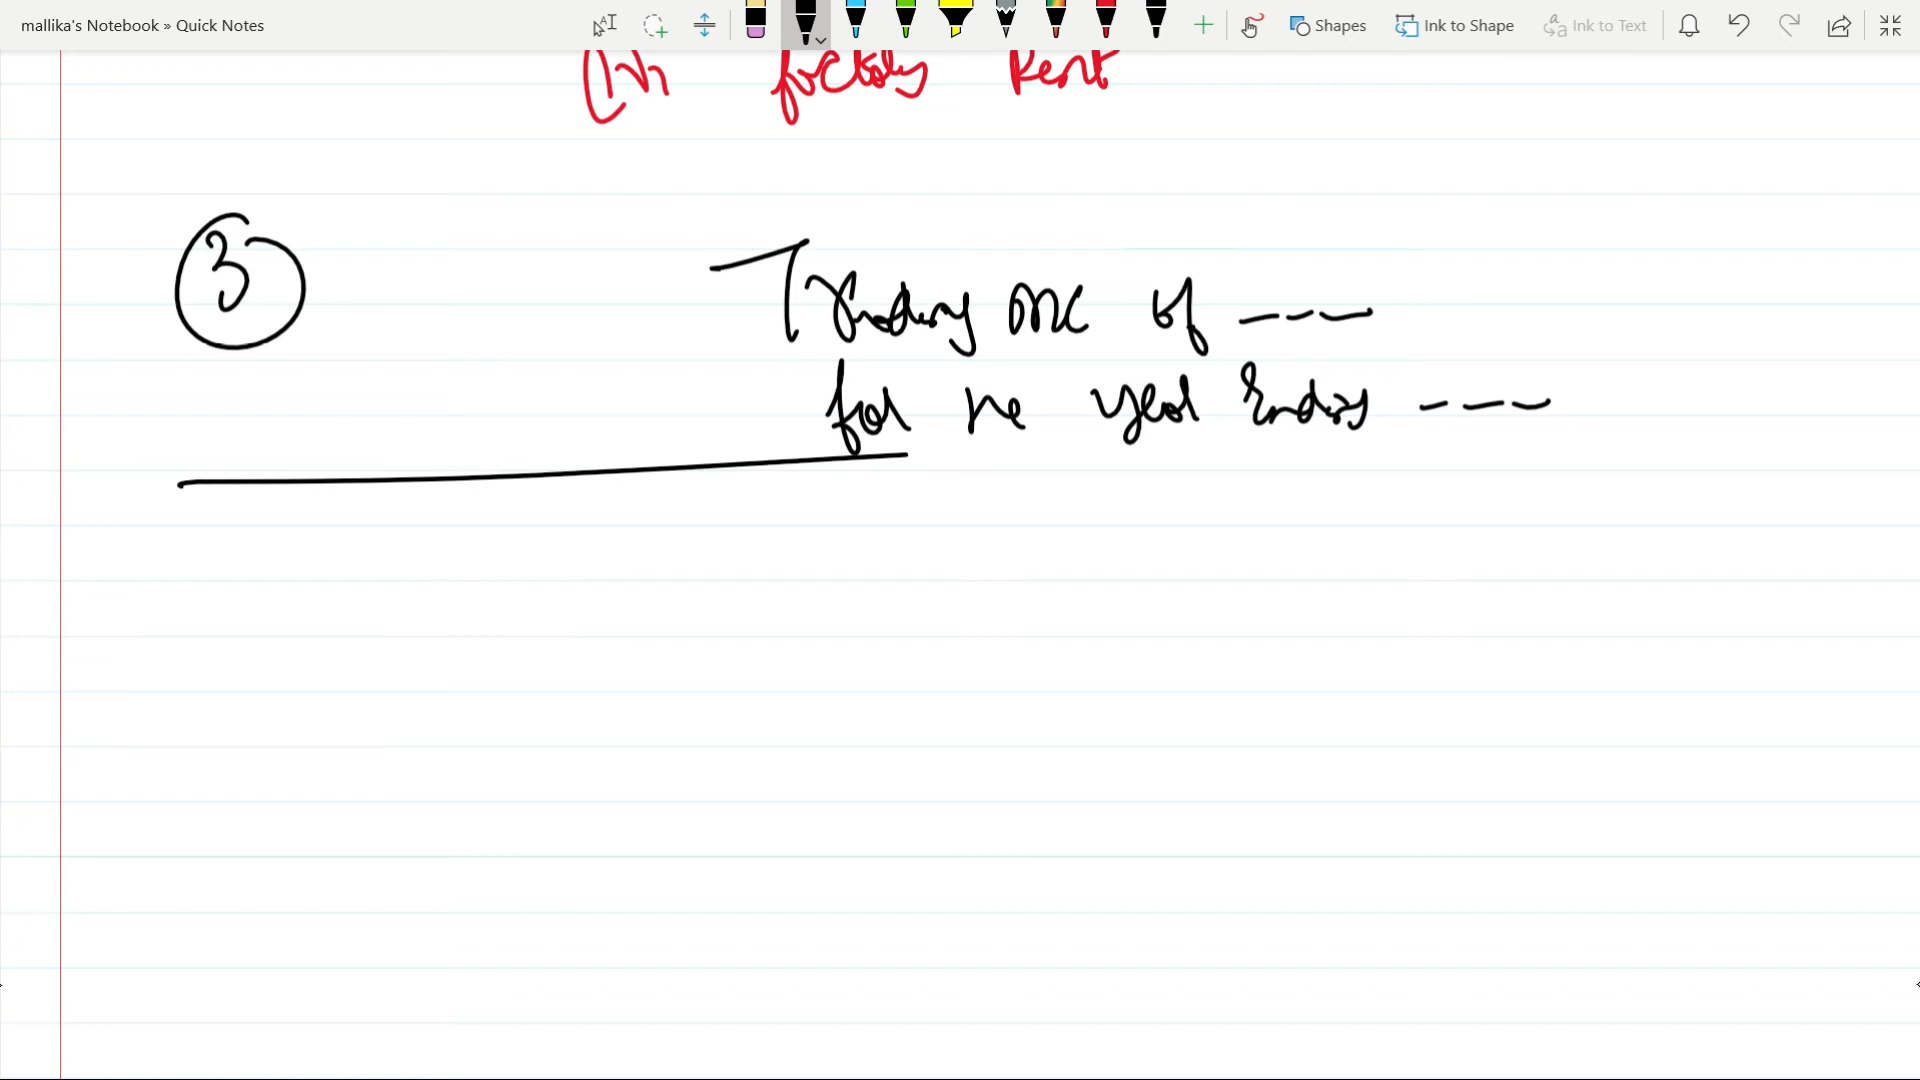 mallika's Notebook » Quick Notes
Shapes
Ink to Shape
Ink to Text
(iv) factory Rent
3
Trading A/c of ----
for the year Ending ---